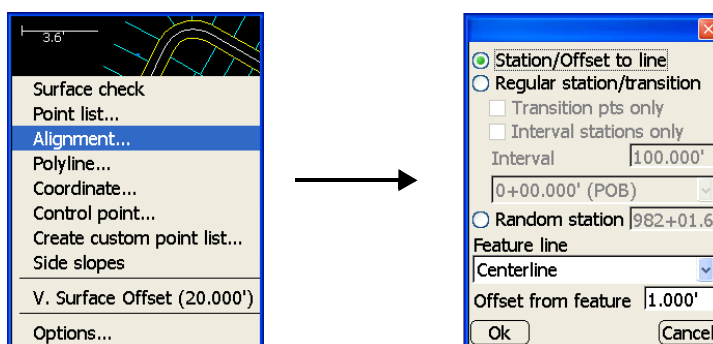 3.6'
Surface check
Point list...
Alignment...
Polyline...
Coordinate...
Control point...
Create custom point list...
Side slopes
V. Surface Offset (20.000')
Options...
Station/Offset to line
Regular station/transition
Transition pts only
Interval stations only
Interval 100.000'
0+00.000' (POB)
Random station 982+01.6
Feature line
Centerline
Offset from feature 1.000'
Ok Cancel